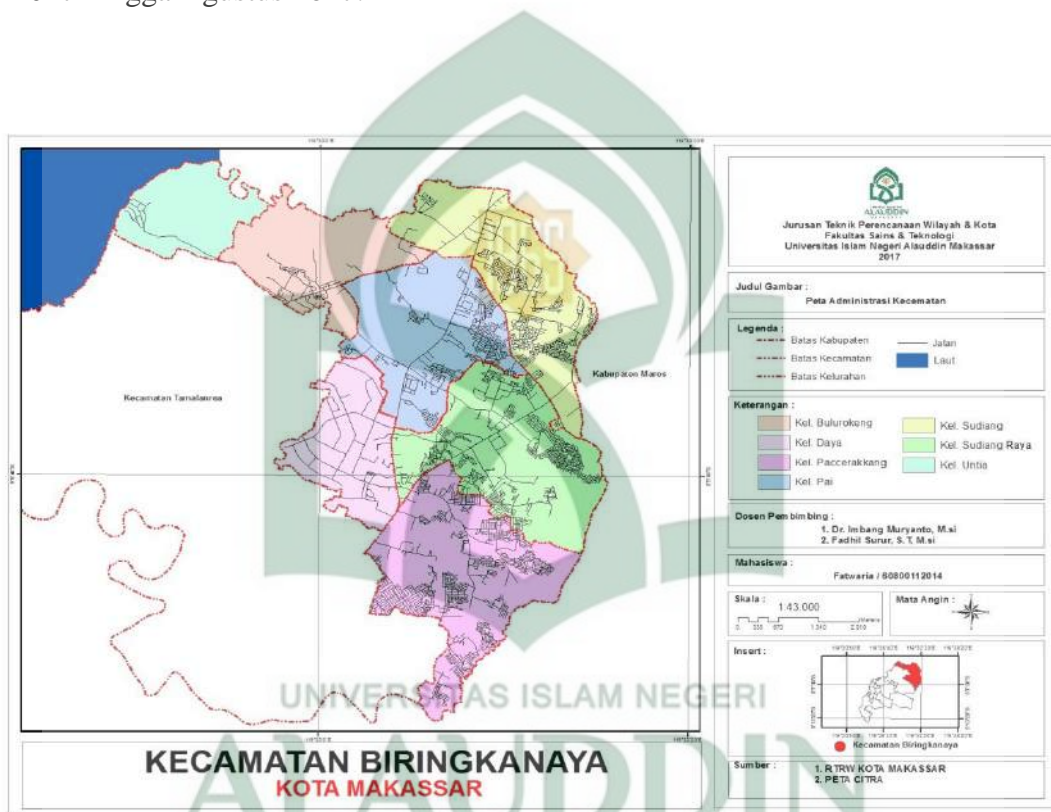 Kecamatan Tamalanrea
Kabupaten Maros
KECAMATAN BIRINGKANAYA
KOTA MAKASSAR
UNIVERSITAS ISLAM NEGERI
ALAUDDIN
ALAUDDIN
Jurusan Teknik Perencanaan Wilayah & Kota
Fakultas Sains & Teknologi
Universitas Islam Negeri Alauddin Makassar
2017
Judul Gambar :
Peta Administrasi Kecematan
Legenda :
Batas Kabupaten
Batas Kecamatan
Batas Kelurahan
Jalan
Laut
Keterangan :
Kel. Bulurokeng
Kel. Daya
Kel. Paccerakkang
Kel. Pai
Kel. Sudiang
Kel. Sudiang Raya
Kel. Untia
Dosen Pembimbing :
1. Dr. Imbang Muryanto, M.si
2. Fadhil Surur, S.T, M.si
Mahasiswa :
Fatwaria / 60800112014
Skala :
1:43.000
Mata Angin :
Insert :
Kecamatan Biringkanaya
Sumber :
1. RTRW KOTA MAKASSAR
2. PETA CITRA